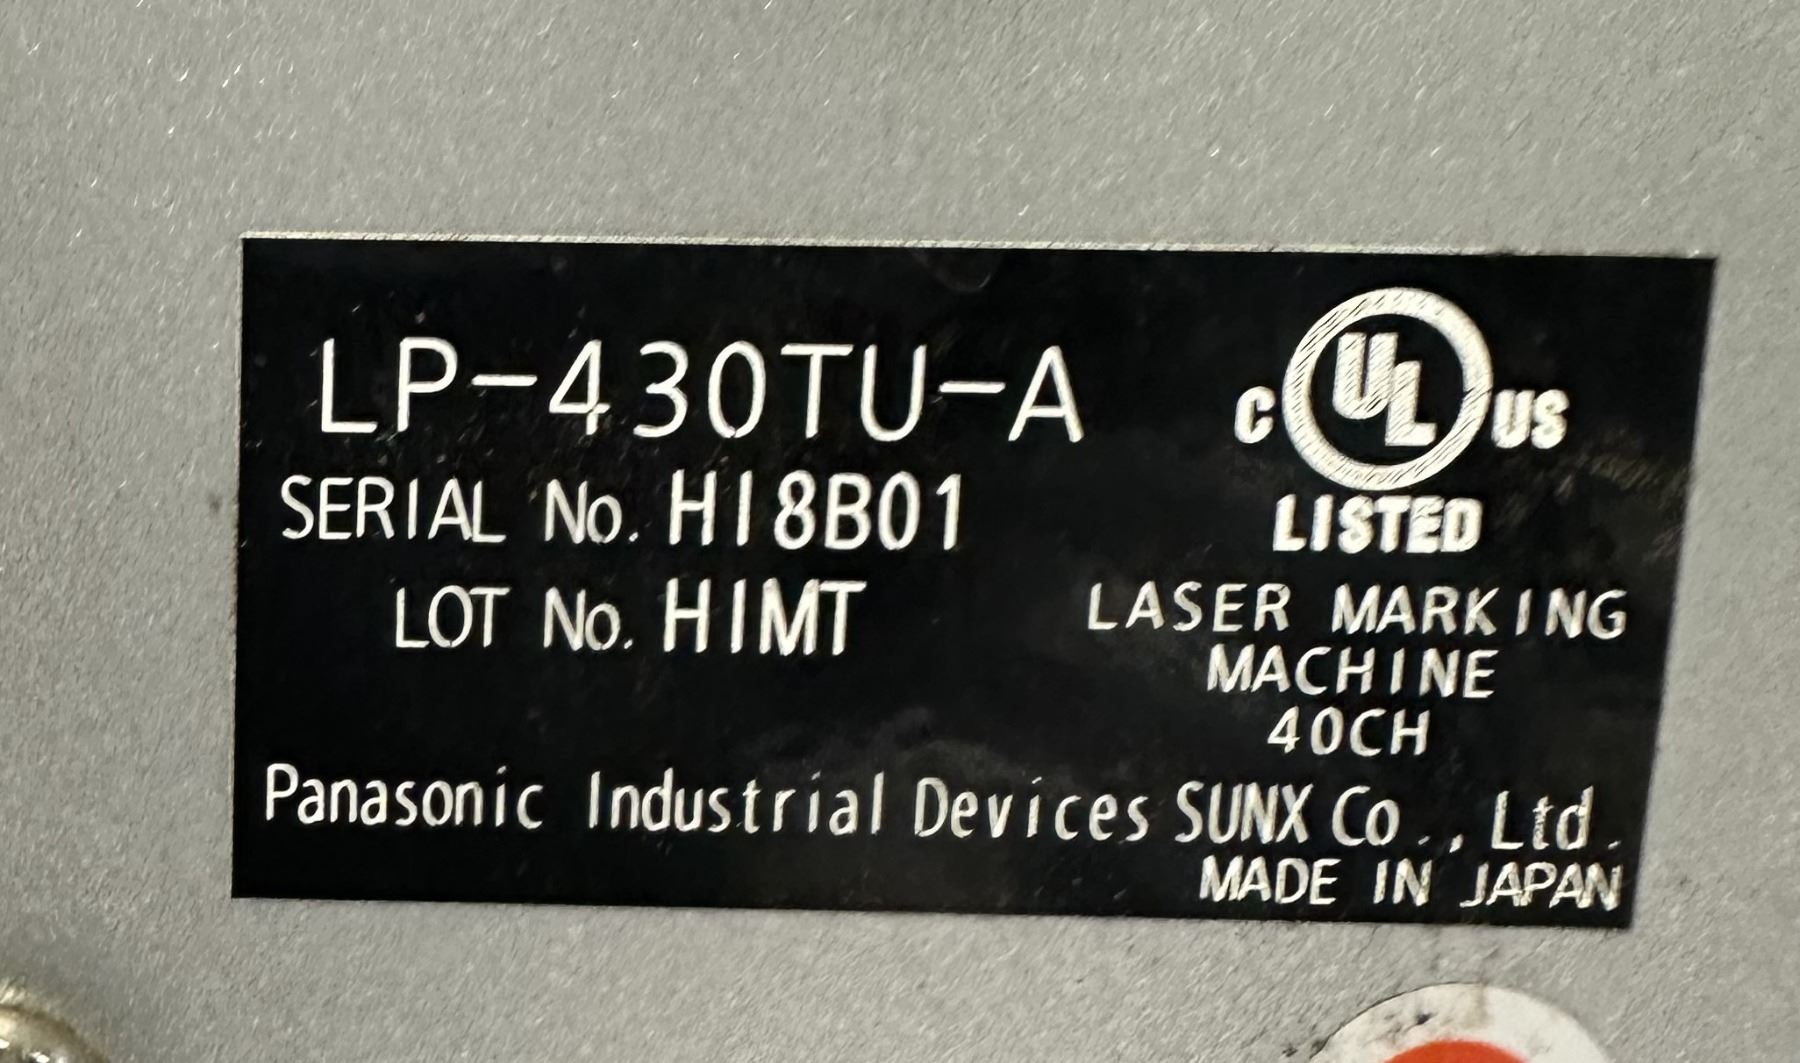 LP-430TU-A
SERIAL No. HI8B01
LOT No. HIMT
C UL US
LISTED
LASER MARKING
MACHINE
40CH
Panasonic Industrial Devices SUNX Co., Ltd.
MADE IN JAPAN